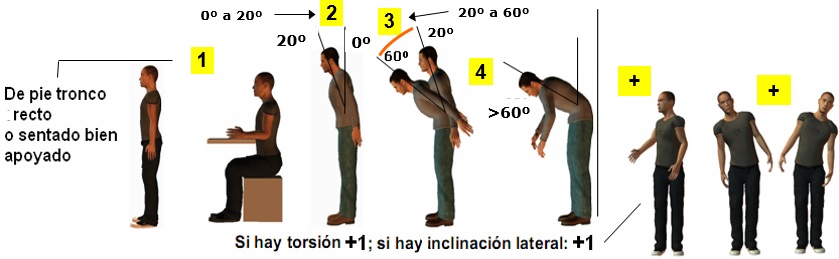 0º a 20º
2
3
20º a 60º
20º
0º
60º
20º
1
4
>60º
De pie tronco
recto
o sentado bien
apoyado
+
+
Si hay torsión +1; si hay inclinación lateral: +1